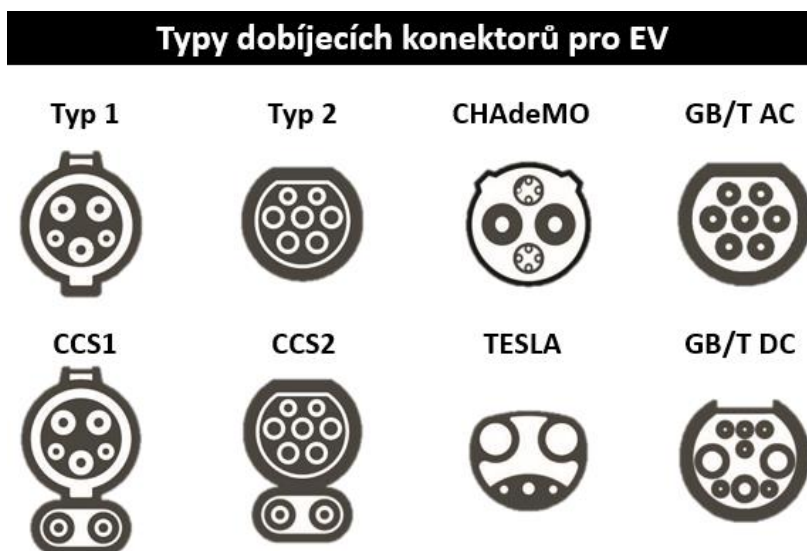 Typy dobíjecích konektorů pro EV
Typ 1 Typ 2 CHAdeMO GB/T AC
CCS1 CCS2 TESLA GB/T DC